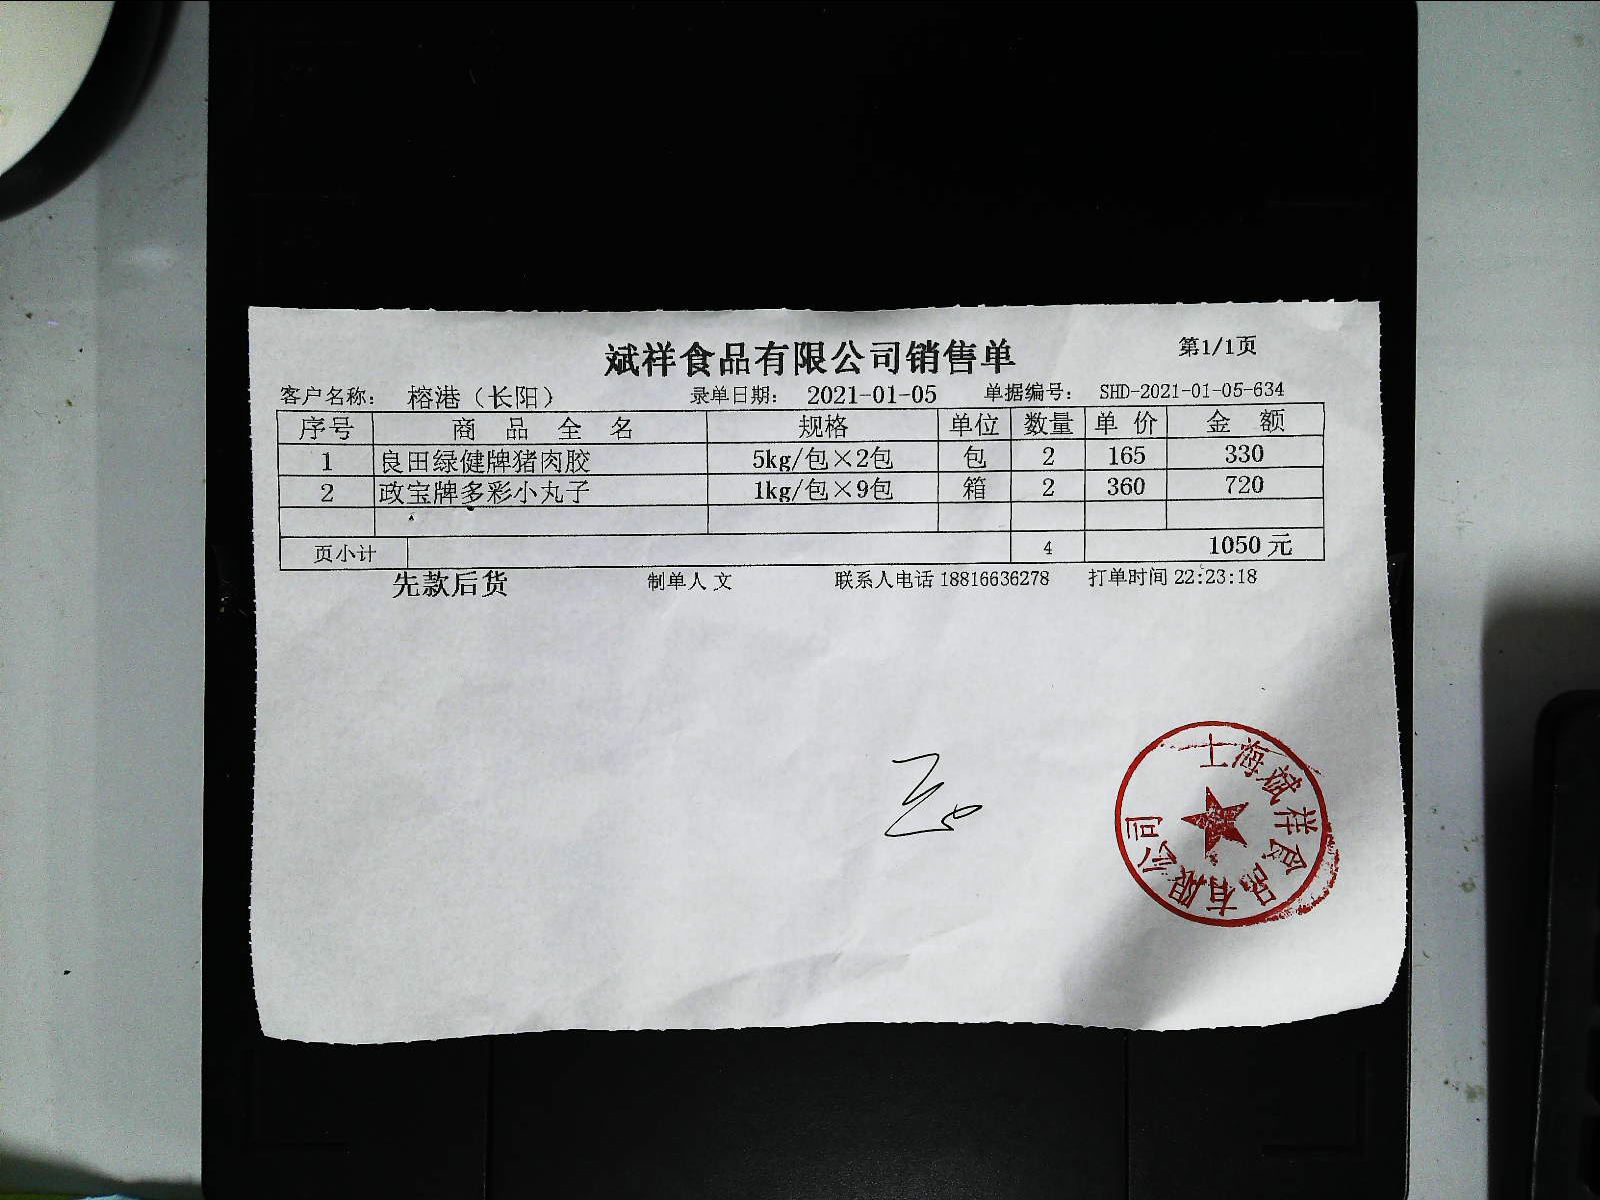 斌祥食品有限公司销售单 第1/1页
客户名称: 榕港（长阳） 录单日期: 2021-01-05 单据编号: SHD-2021-01-05-634
序号 商品全名 规格 单位 数量 单价 金额
1 良田绿健牌猪肉胶 5kg/包×2包 包 2 165 330
2 政宝牌多彩小丸子 1kg/包×9包 箱 2 360 720
页小计 4 1050 元
先款后货 制单人 文 联系人电话 18816636278 打单时间 22:23:18
上海斌祥食品有限公司